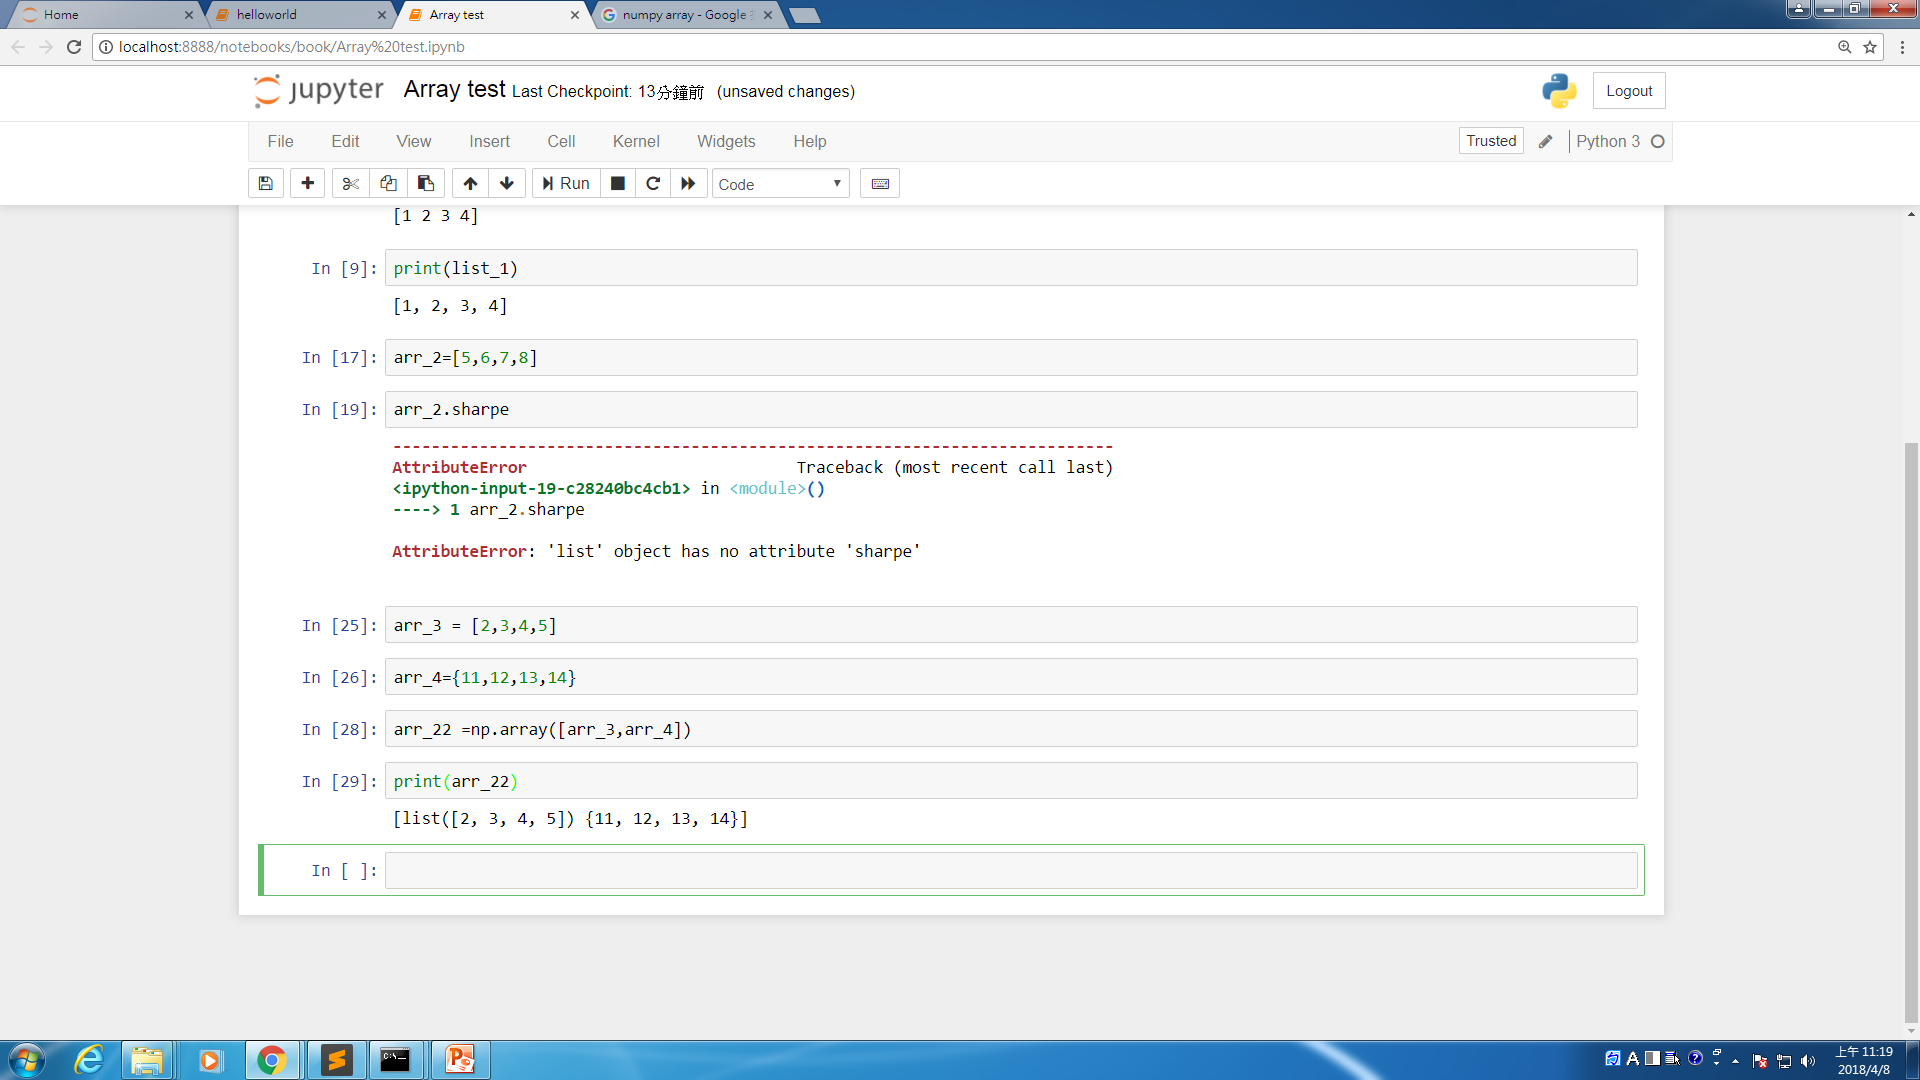 Home
helloworld
Array test
numpy array - Google
localhost:8888/notebooks/book/Array%20test.ipynb
jupyter Array test Last Checkpoint: 13分鐘前 (unsaved changes)
Logout
File Edit View Insert Cell Kernel Widgets Help
Trusted
Python 3
Run
Code
[1 2 3 4]
In [9]: print(list_1)
[1, 2, 3, 4]
In [17]: arr_2=[5,6,7,8]
In [19]: arr_2.sharpe
---------------------------------------------------------------------------
AttributeError Traceback (most recent call last)
<ipython-input-19-c28240bc4cb1> in <module>()
----> 1 arr_2.sharpe
AttributeError: 'list' object has no attribute 'sharpe'
In [25]: arr_3 = [2,3,4,5]
In [26]: arr_4={11,12,13,14}
In [28]: arr_22 =np.array([arr_3,arr_4])
In [29]: print(arr_22)
[list([2, 3, 4, 5]) {11, 12, 13, 14}]
In [ ]:
上午 11:19
2018/4/8